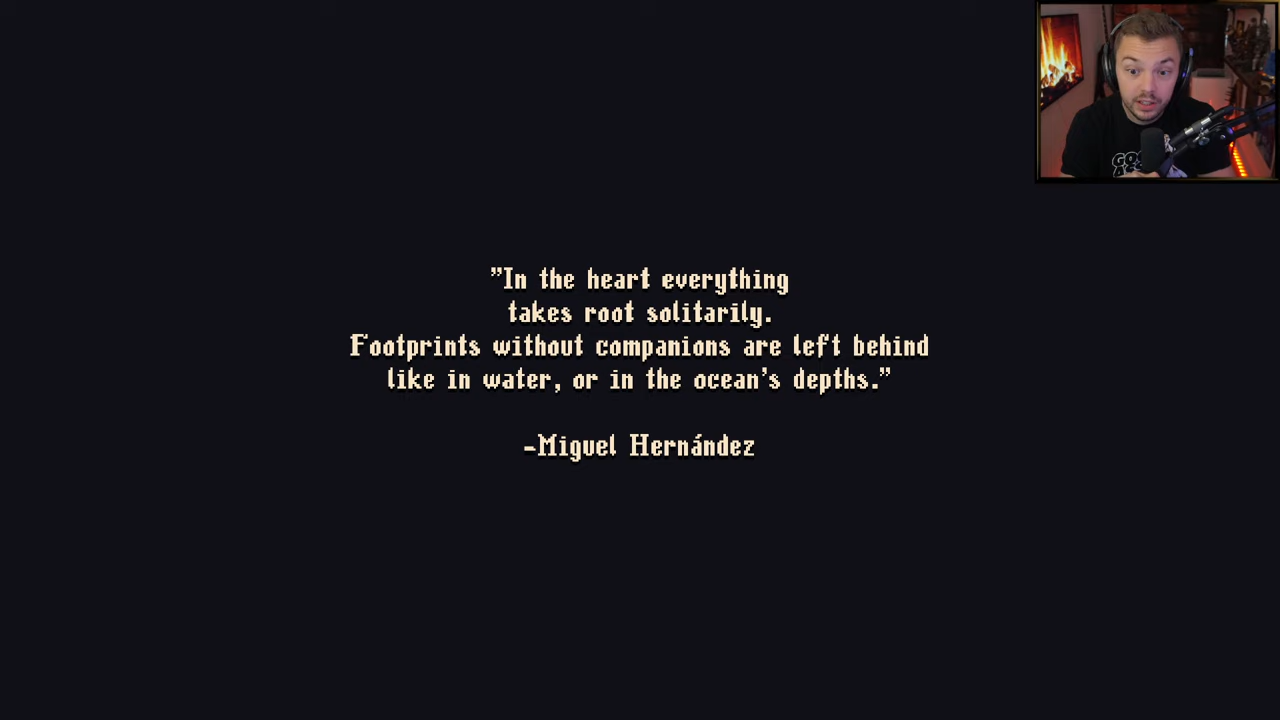 "In the heart everything
takes root solitarily.
Footprints without companions are left behind
like in water, or in the ocean's depths."
-Miguel Hernández